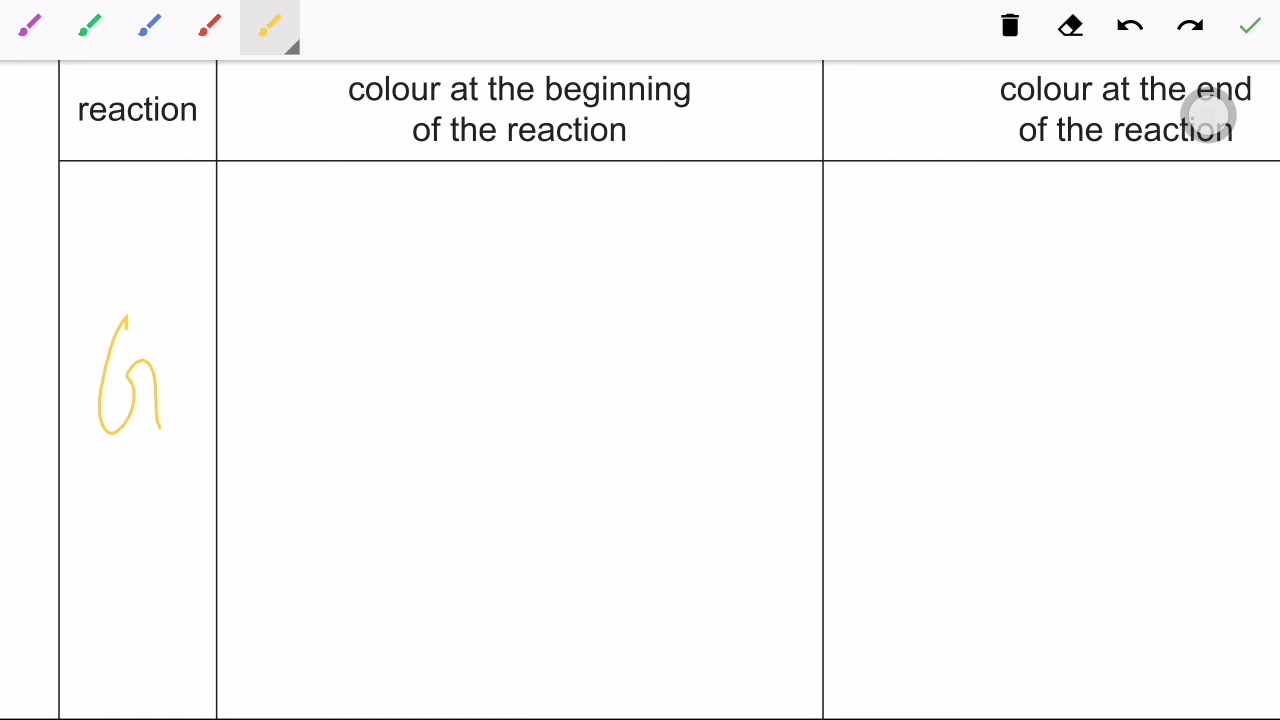 reaction
colour at the beginning
of the reaction
colour at the end
of the reaction